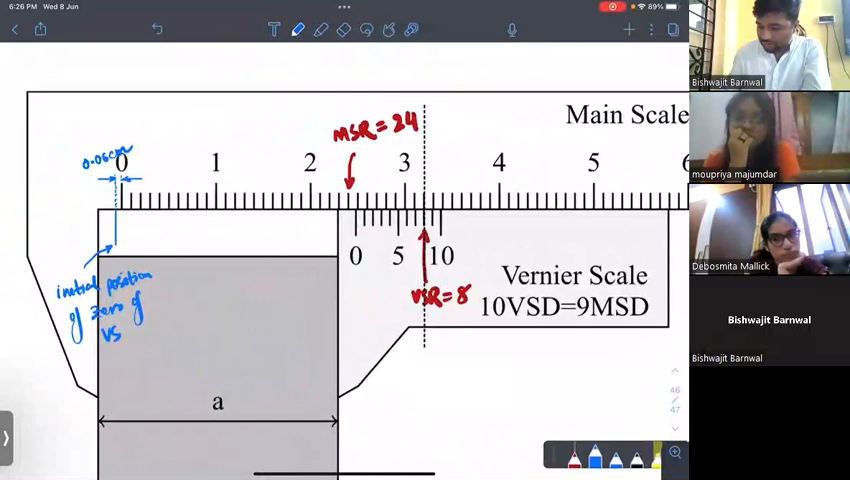 6:26 PM Wed 8 Jun
89%
Main Scale
MSR = 24
0.06cm
0 1 2 3 4 5 6
0 5 10
initial position
of zero of
VS
VSR = 8
Vernier Scale
10VSD=9MSD
a
46
47
Bishwajit Barnwal
moupriya majumdar
Debosmita Mallick
Bishwajit Barnwal
Bishwajit Barnwal